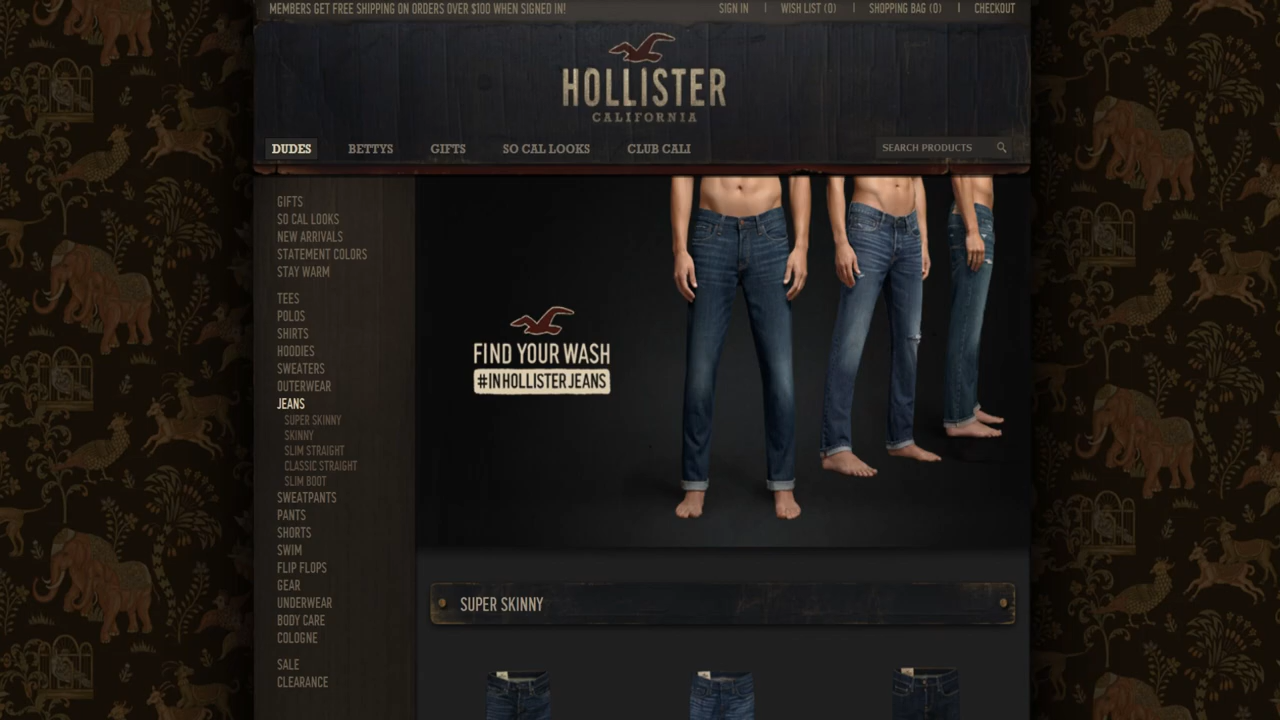 MEMBERS GET FREE SHIPPING ON ORDERS OVER $100 WHEN SIGNED IN!
SIGN IN | WISH LIST (0) | SHOPPING BAG (0) | CHECKOUT
HOLLISTER
CALIFORNIA
DUDES BETTYS GIFTS SO CAL LOOKS CLUB CALI SEARCH PRODUCTS
GIFTS
SO CAL LOOKS
NEW ARRIVALS
STATEMENT COLORS
STAY WARM
TEES
POLOS
SHIRTS
HOODIES
SWEATERS
OUTERWEAR
JEANS
SUPER SKINNY
SKINNY
SLIM STRAIGHT
CLASSIC STRAIGHT
SLIM BOOT
SWEATPANTS
PANTS
SHORTS
SWIM
FLIP FLOPS
GEAR
UNDERWEAR
BODY CARE
COLOGNE
SALE
CLEARANCE
FIND YOUR WASH
#INHOLLISTERJEANS
SUPER SKINNY